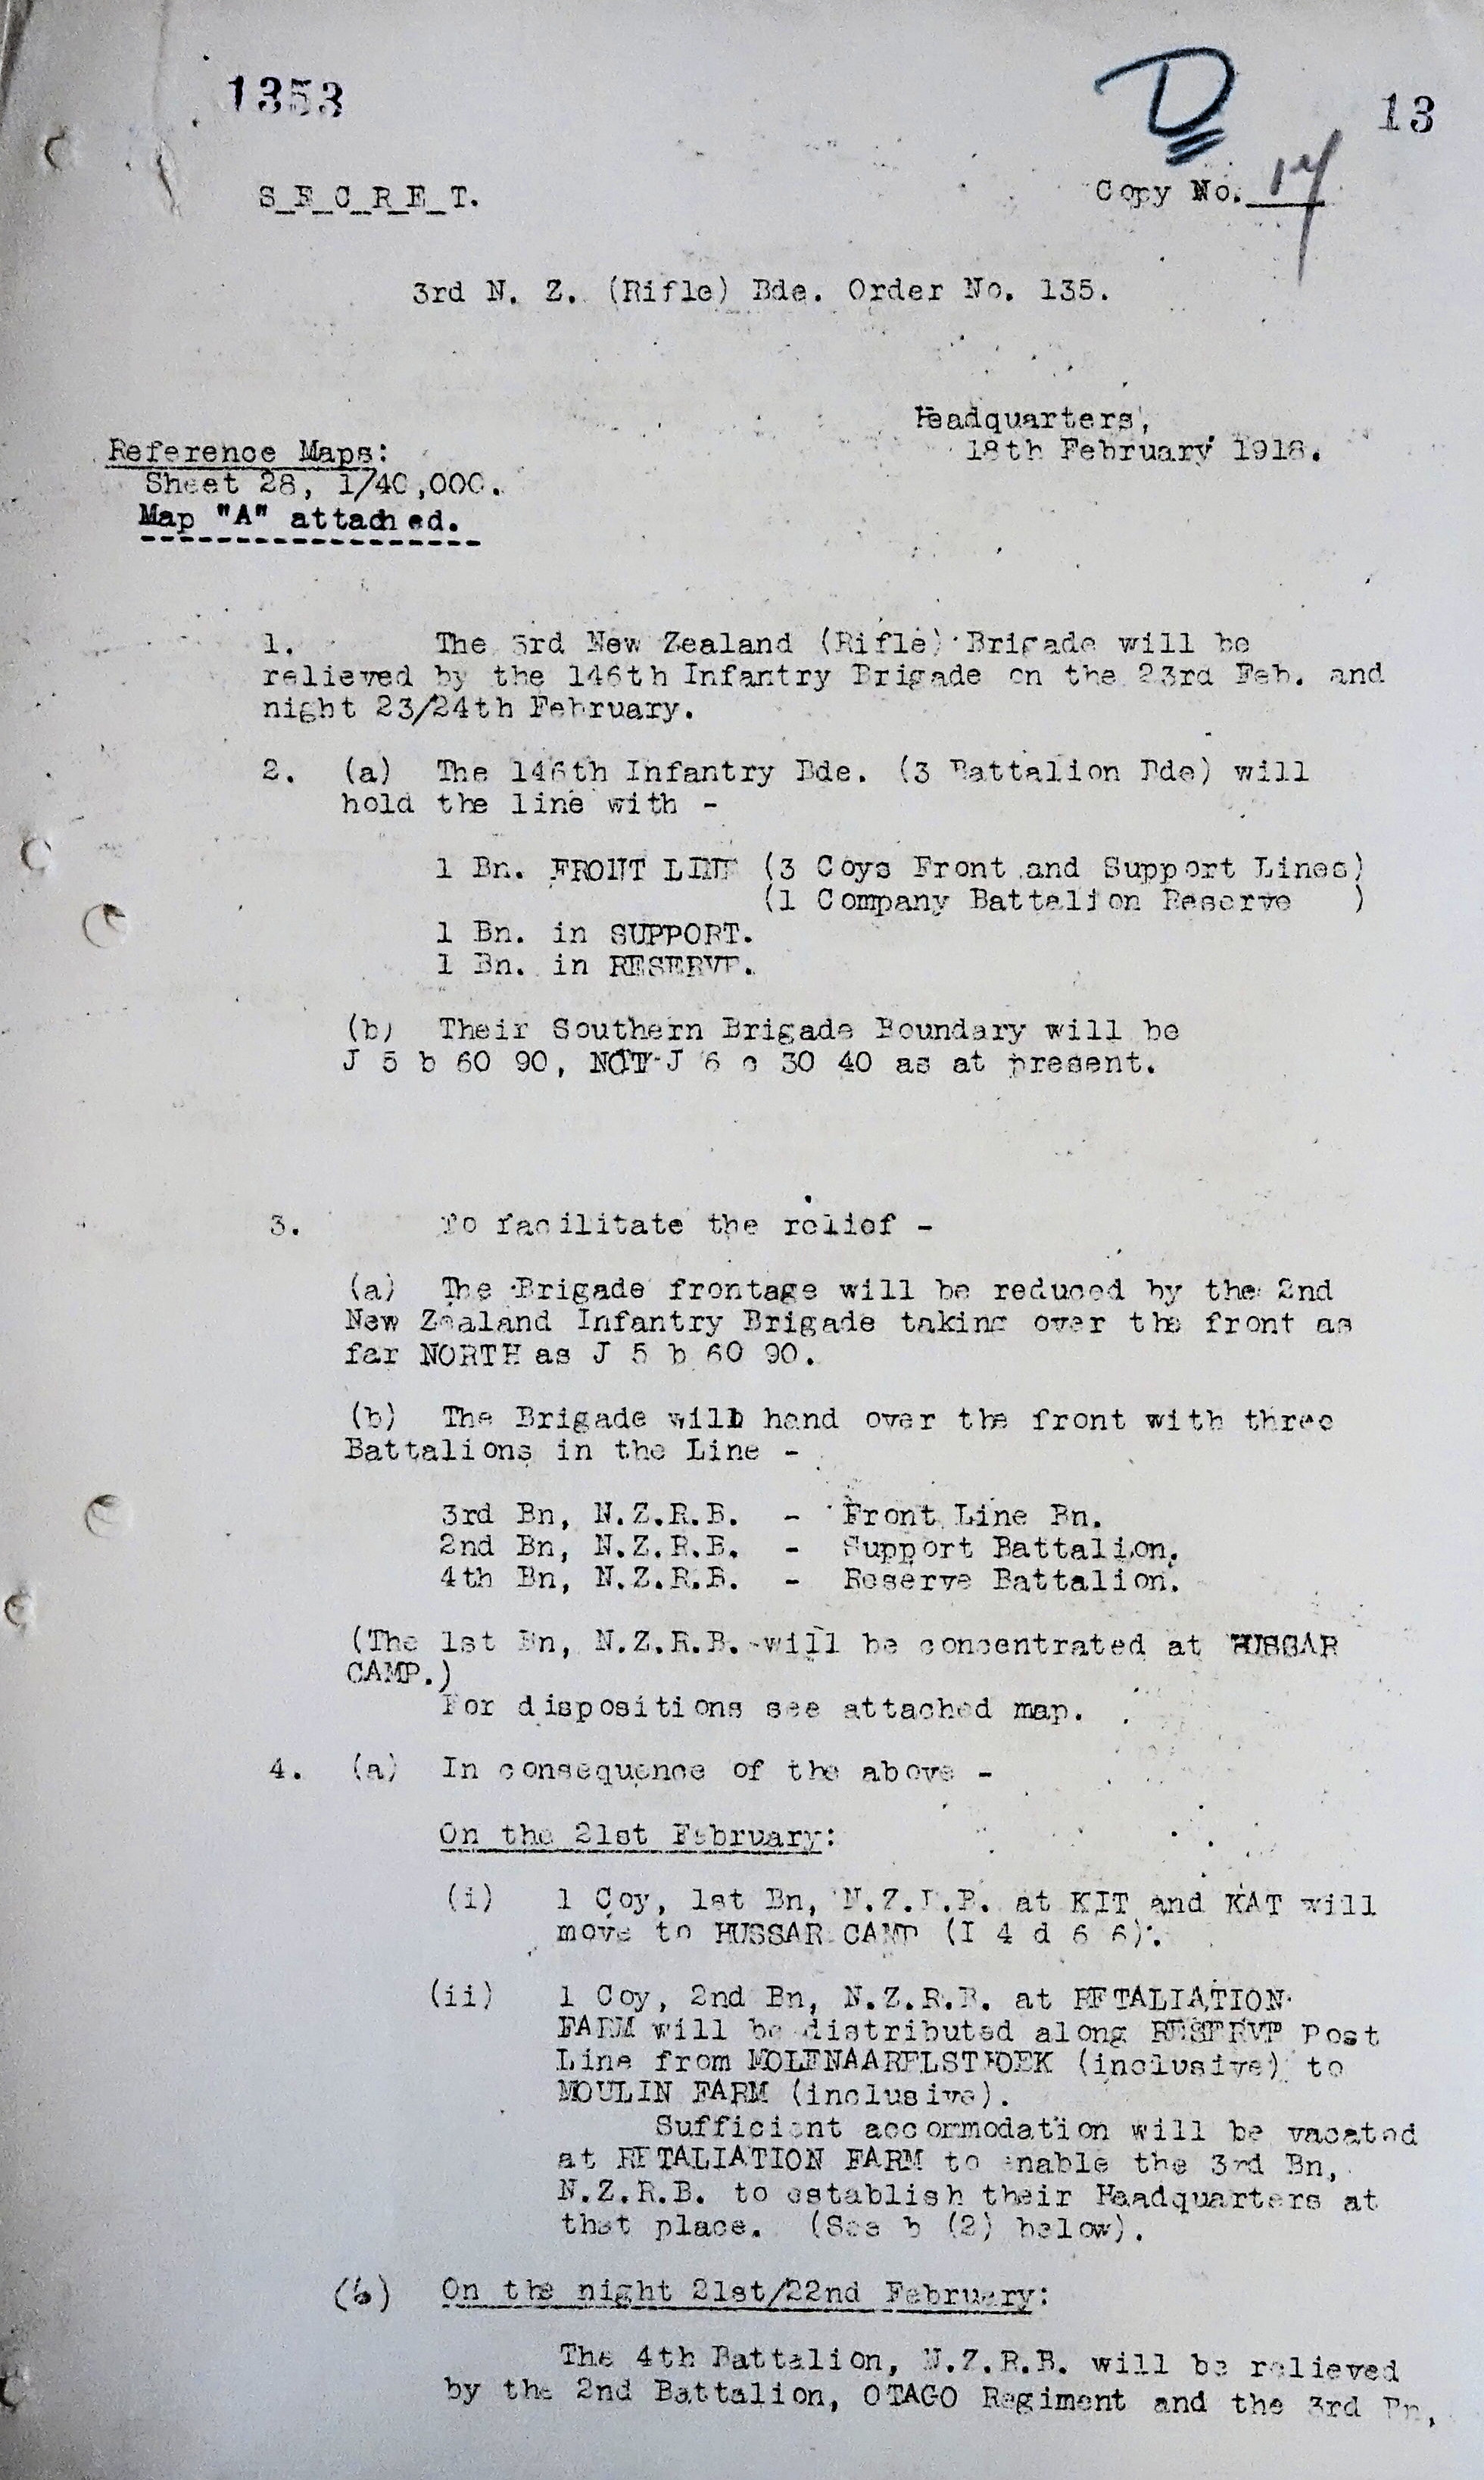 1353
D
13
S_E_C_R_E_T.
Copy No. 17
3rd N. Z. (Rifle) Bde. Order No. 135.
Headquarters,
18th February 1918.
Reference Maps:
Sheet 28, 1/40,000.
Map "A" attached.
1. The 3rd New Zealand (Rifle) Brigade will be
relieved by the 146th Infantry Brigade on the 23rd Feb. and
night 23/24th February.
2. (a) The 146th Infantry Bde. (3 Battalion Bde) will
hold the line with -
1 Bn. FRONT LINE (3 Coys Front and Support Lines)
(1 Company Battalion Reserve )
1 Bn. in SUPPORT.
1 Bn. in RESERVE.
(b) Their Southern Brigade Boundary will be
J 5 b 60 90, NOT J 6 c 30 40 as at present.
3. To facilitate the relief -
(a) The Brigade frontage will be reduced by the 2nd
New Zealand Infantry Brigade taking over the front as
far NORTH as J 5 b 60 90.
(b) The Brigade will hand over the front with three
Battalions in the Line -
3rd Bn, N.Z.R.B. - Front Line Bn.
2nd Bn, N.Z.R.B. - Support Battalion.
4th Bn, N.Z.R.B. - Reserve Battalion.
(The 1st Bn, N.Z.R.B. will be concentrated at HUSSAR
CAMP.)
For dispositions see attached map.
4. (a) In consequence of the above -
On the 21st February:
(i) 1 Coy, 1st Bn, N.Z.R.B. at KIT and KAT will
move to HUSSAR CAMP (I 4 d 6 6).
(ii) 1 Coy, 2nd Bn, N.Z.R.B. at RETALIATION
FARM will be distributed along RESERVE Post
Line from MOLENAARELSTHOEK (inclusive) to
MOULIN FARM (inclusive).
Sufficient accommodation will be vacated
at RETALIATION FARM to enable the 3rd Bn,
N.Z.R.B. to establish their Headquarters at
that place. (See b (2) below).
(b) On the night 21st/22nd February:
The 4th Battalion, N.Z.R.B. will be relieved
by the 2nd Battalion, OTAGO Regiment and the 3rd Bn,